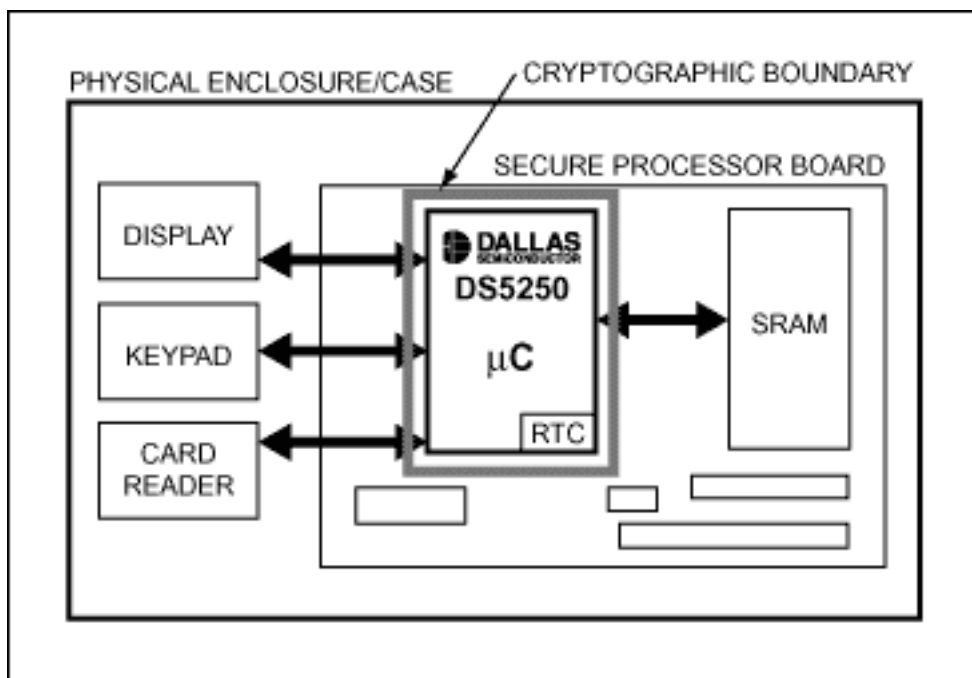 CRYPTOGRAPHIC BOUNDARY
PHYSICAL ENCLOSURE/CASE
SECURE PROCESSOR BOARD
DISPLAY
KEYPAD
CARD
READER
DALLAS
SEMICONDUCTOR
DS5250
μC
RTC
SRAM